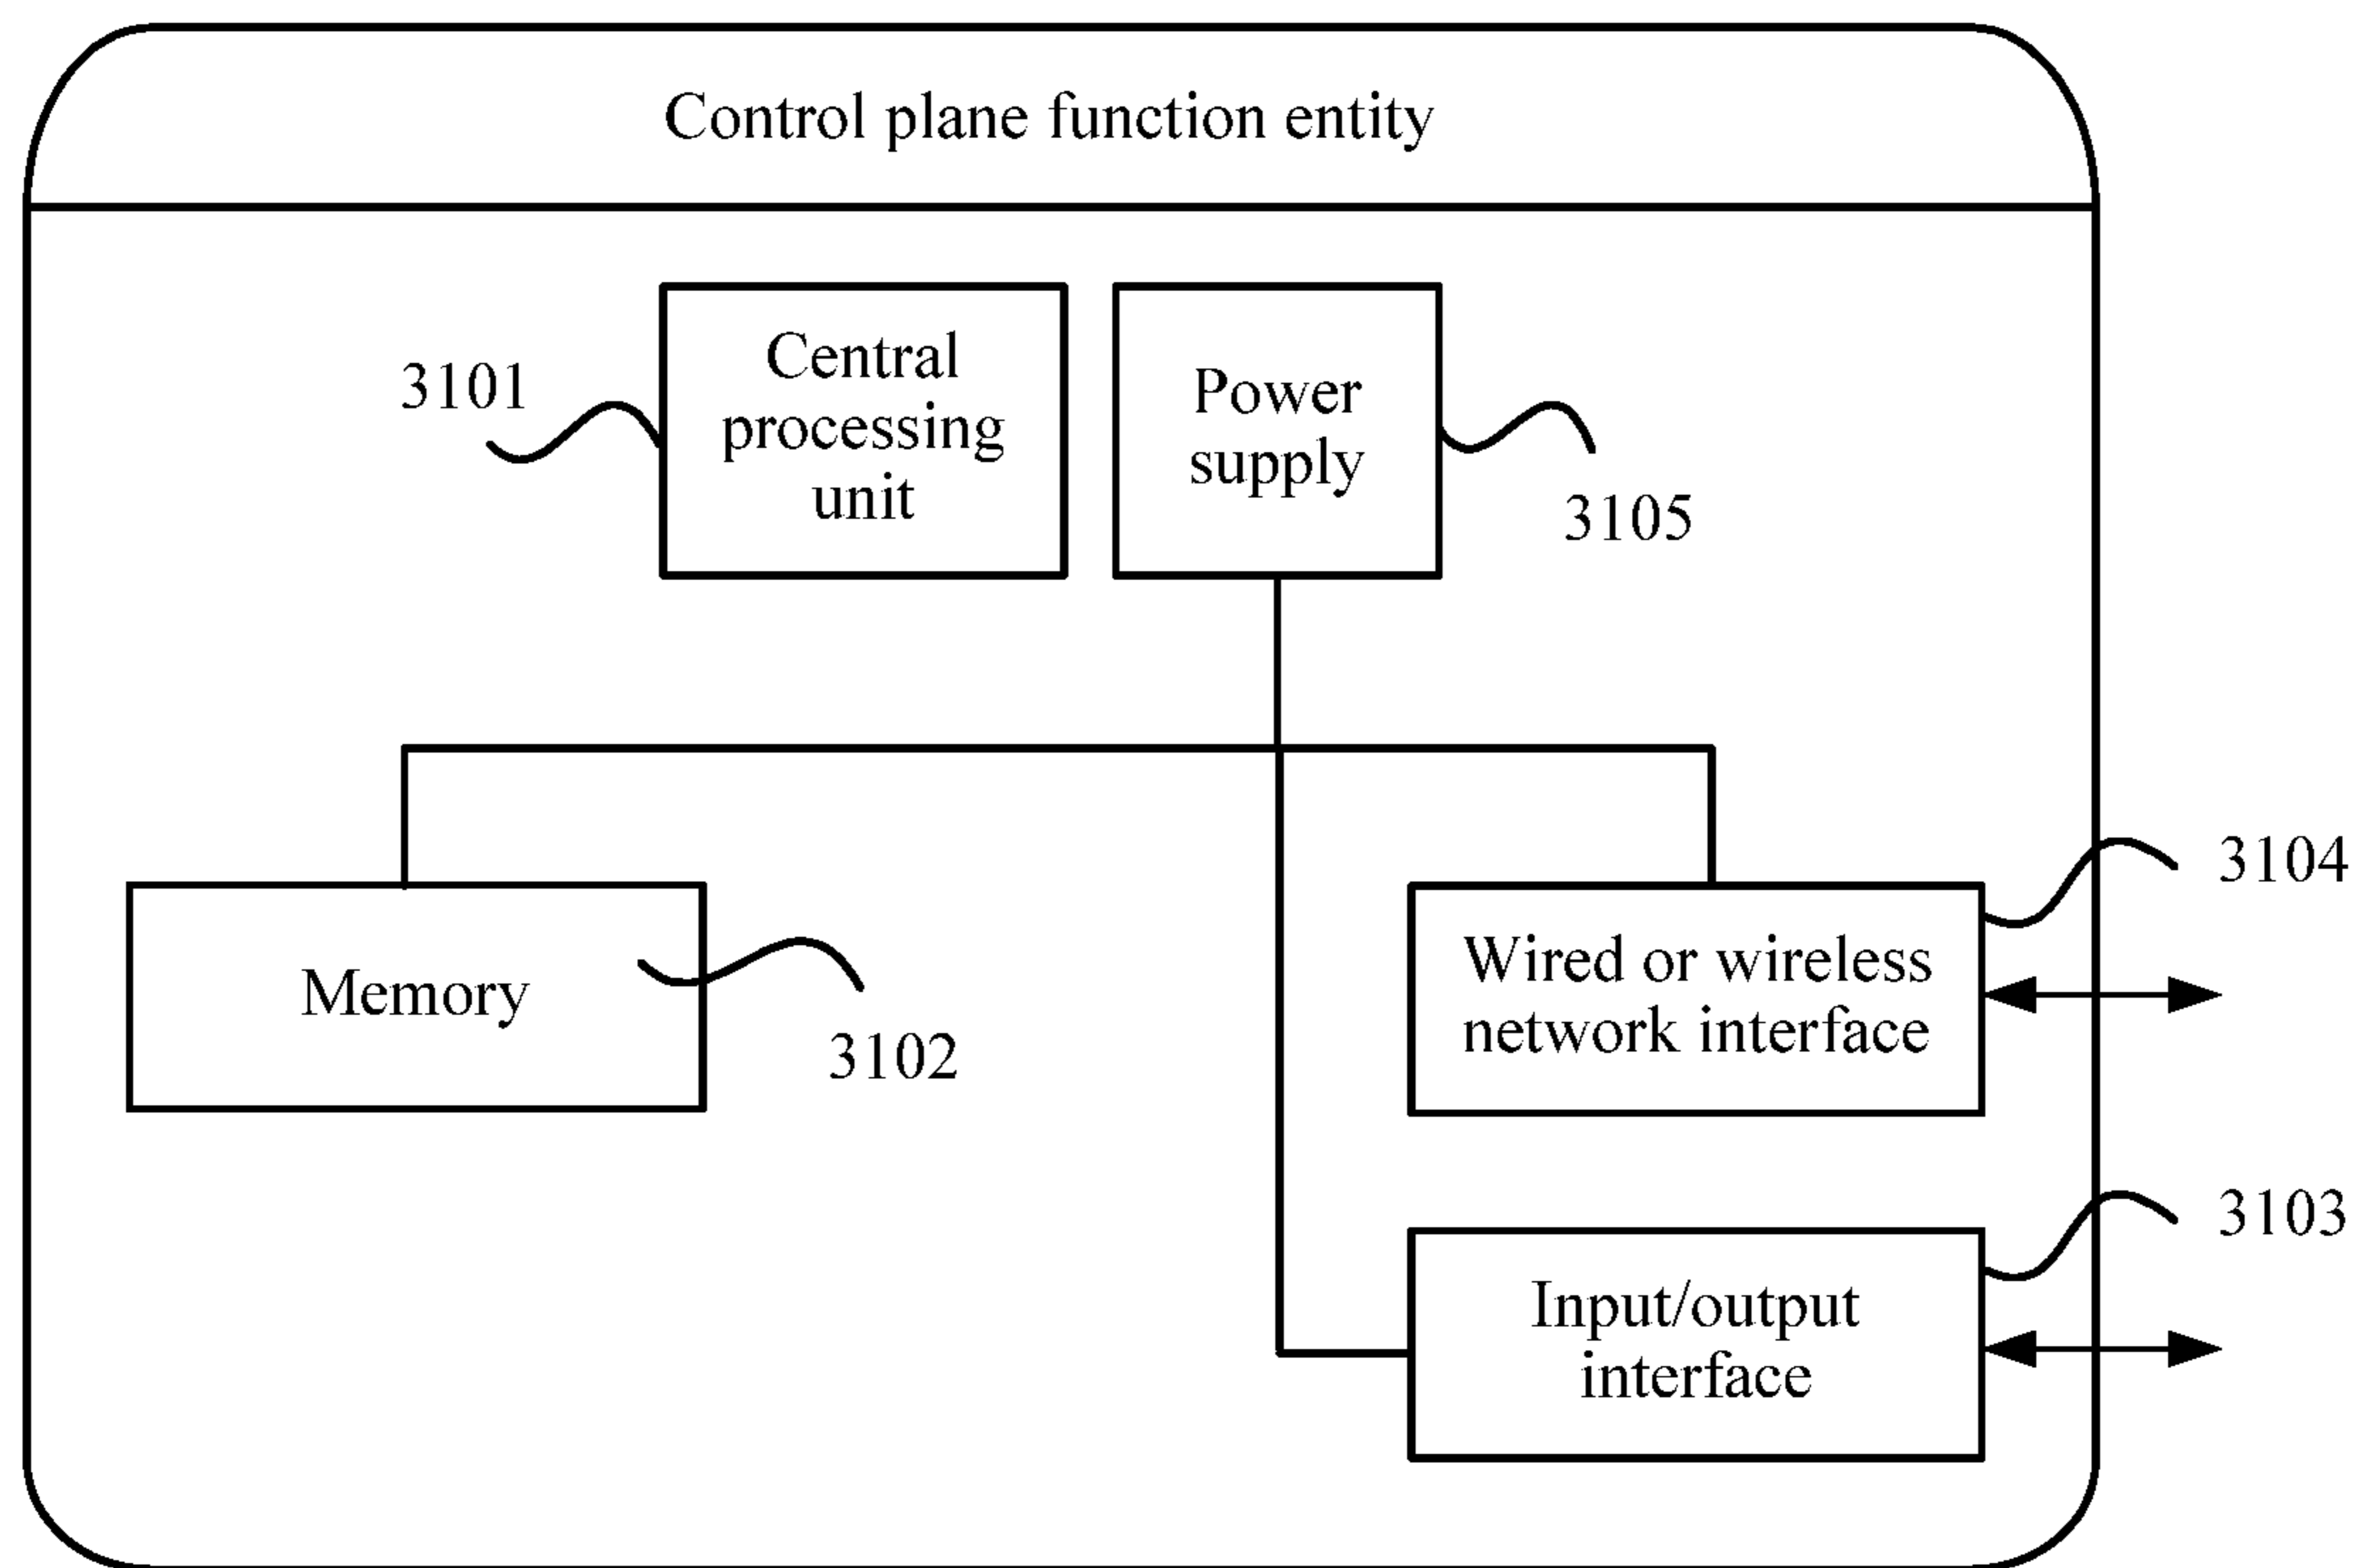 Control plane function entity
3101
Central
processing
unit
Power
supply
3105
Memory
3102
Wired or wireless
network interface
3104
Input/output
interface
3103